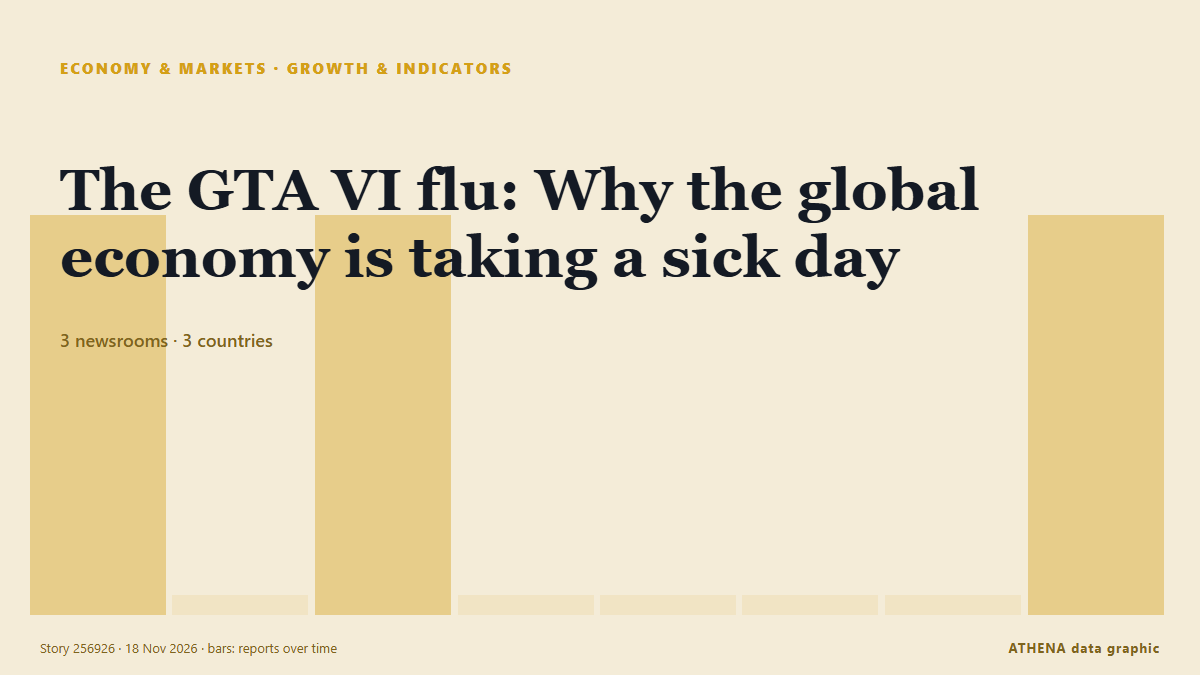 ECONOMY & MARKETS · GROWTH & INDICATORS
The GTA VI flu: Why the global
economy is taking a sick day
3 newsrooms · 3 countries
Story 256926 · 18 Nov 2026 · bars: reports over time
ATHENA data graphic